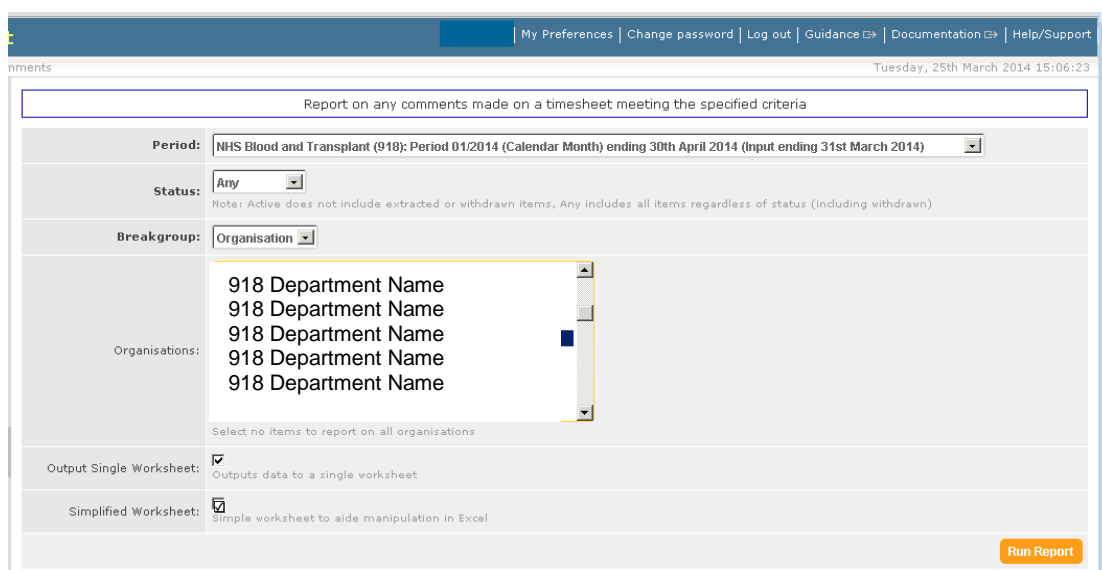 My Preferences | Change password | Log out | Guidance | Documentation | Help/Support
mments
Tuesday, 25th March 2014 15:06:23
Report on any comments made on a timesheet meeting the specified criteria
Period: NHS Blood and Transplant (918): Period 01/2014 (Calendar Month) ending 30th April 2014 (Input ending 31st March 2014)
Status: Any
Note: Active does not include extracted or withdrawn items, Any includes all items regardless of status (including withdrawn)
Breakgroup: Organisation
918 Department Name
918 Department Name
918 Department Name
Organisations:
918 Department Name
918 Department Name
Select no items to report on all organisations
Output Single Worksheet:
Outputs data to a single worksheet
Simplified Worksheet:
Simple worksheet to aide manipulation in Excel
Run Report